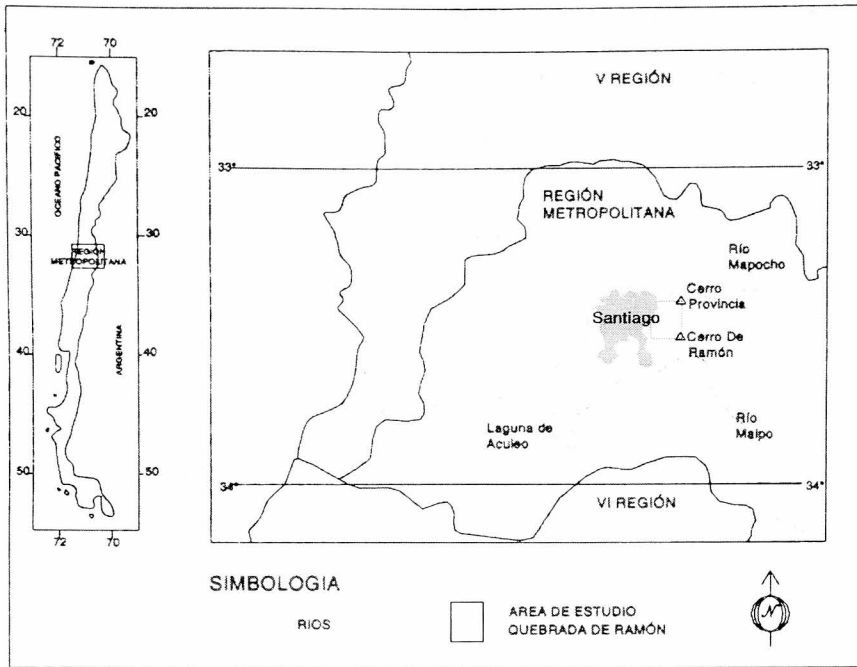 72
70
20
20
30
30
40
40
50
50
72
70
OCEANO PACIFICO
REGIÓN
METROPOLITANA
ARGENTINA
V REGIÓN
33°
33°
REGIÓN
METROPOLITANA
Río
Mapocho
Cerro
Provincia
Santiago
Cerro De
Ramón
Laguna de
Aculeo
Río
Maipo
34°
34°
VI REGIÓN
SIMBOLOGIA
RIOS
AREA DE ESTUDIO
QUEBRADA DE RAMÓN
N